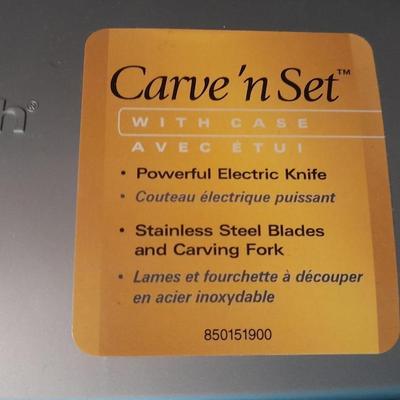 Carve 'n Set™
WITH CASE
AVEC ÉTUI
• Powerful Electric Knife
• Couteau électrique puissant
• Stainless Steel Blades
and Carving Fork
• Lames et fourchette à découper
en acier inoxydable
850151900